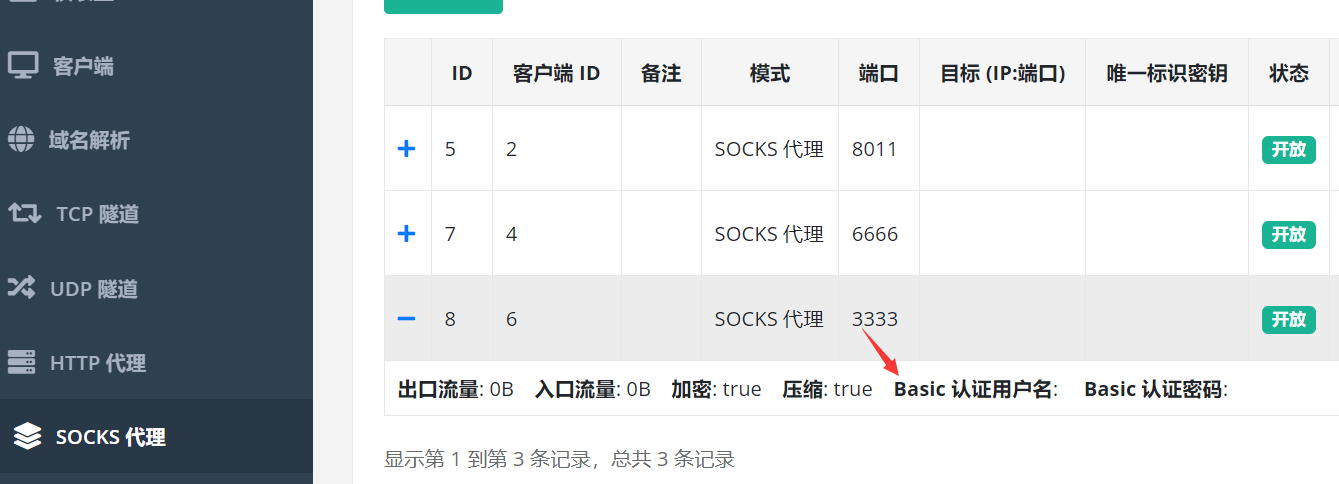 客户端
域名解析
TCP 隧道
UDP 隧道
HTTP 代理
SOCKS 代理
ID 客户端 ID 备注 模式 端口 目标 (IP:端口) 唯一标识密钥 状态
5 2 SOCKS 代理 8011 开放
7 4 SOCKS 代理 6666 开放
8 6 SOCKS 代理 3333 开放
出口流量: 0B 入口流量: 0B 加密: true 压缩: true Basic 认证用户名: Basic 认证密码:
显示第 1 到第 3 条记录，总共 3 条记录